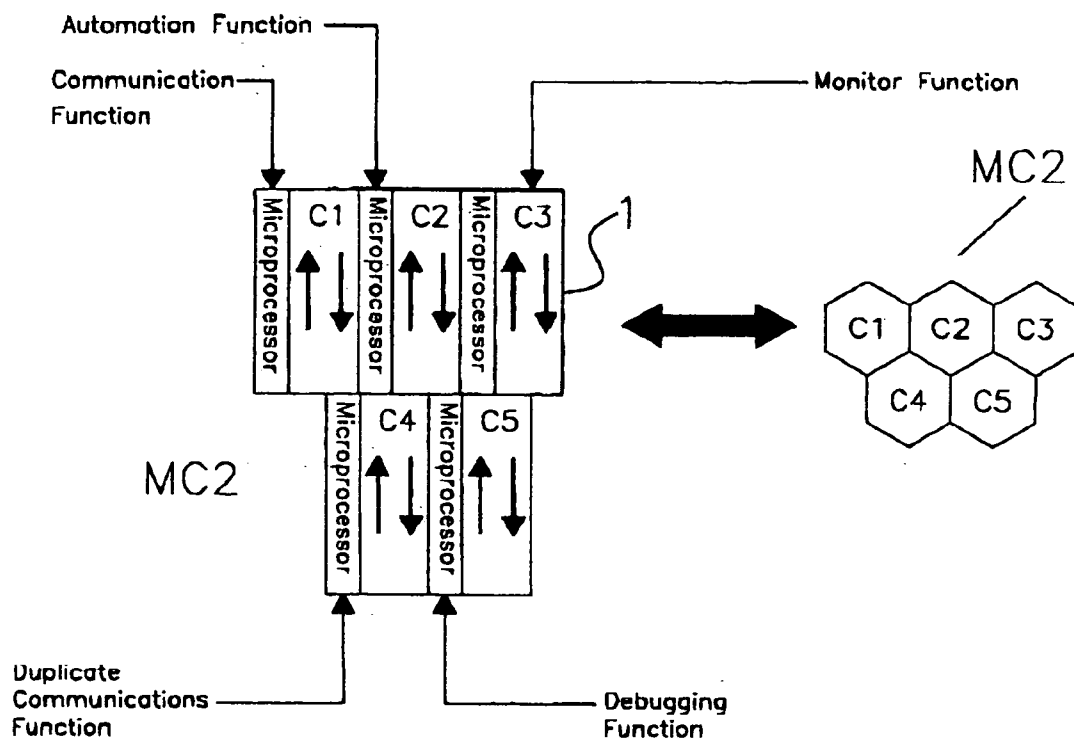 Automation Function
Communication
Function
Monitor Function
MC2
Microprocessor
C1
Microprocessor
C2
Microprocessor
C3
1
C1
C2
C3
C4
C5
Microprocessor
C4
Microprocessor
C5
MC2
Duplicate
Communications
Function
Debugging
Function